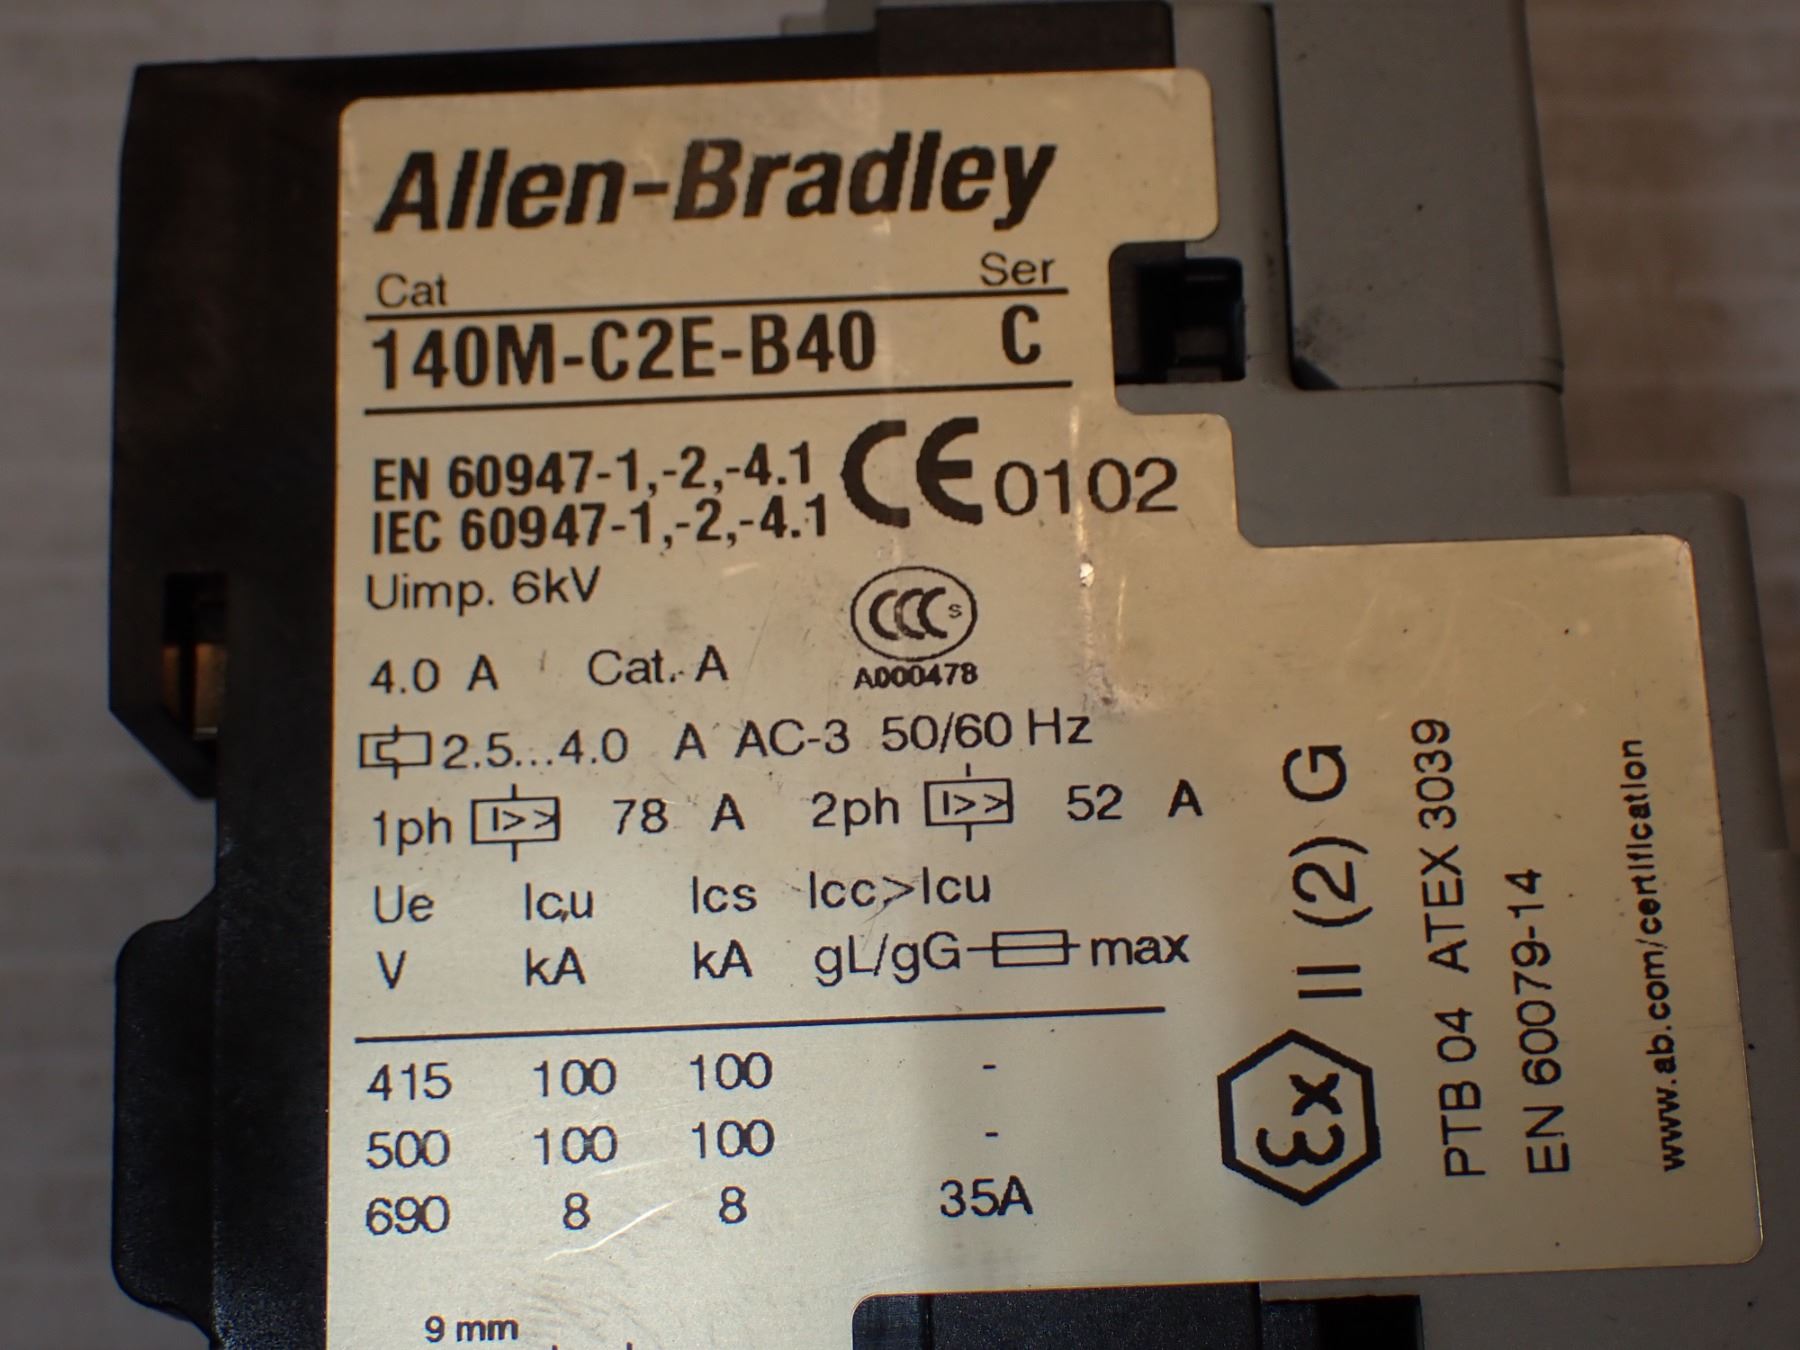 Allen-Bradley
Cat Ser
140M-C2E-B40 C
EN 60947-1,-2,-4.1 CE 0102
IEC 60947-1,-2,-4.1
Uimp. 6kV
CCC S
4.0 A Cat. A A000478
2.5...4.0 A AC-3 50/60 Hz
1ph I>> 78 A 2ph I>> 52 A
Ue Icu Ics Icc>Icu
V kA kA gL/gG max
415 100 100 -
500 100 100 -
690 8 8 35A
9 mm
Ex II (2) G
PTB 04 ATEX 3039
EN 60079-14
www.ab.com/certification